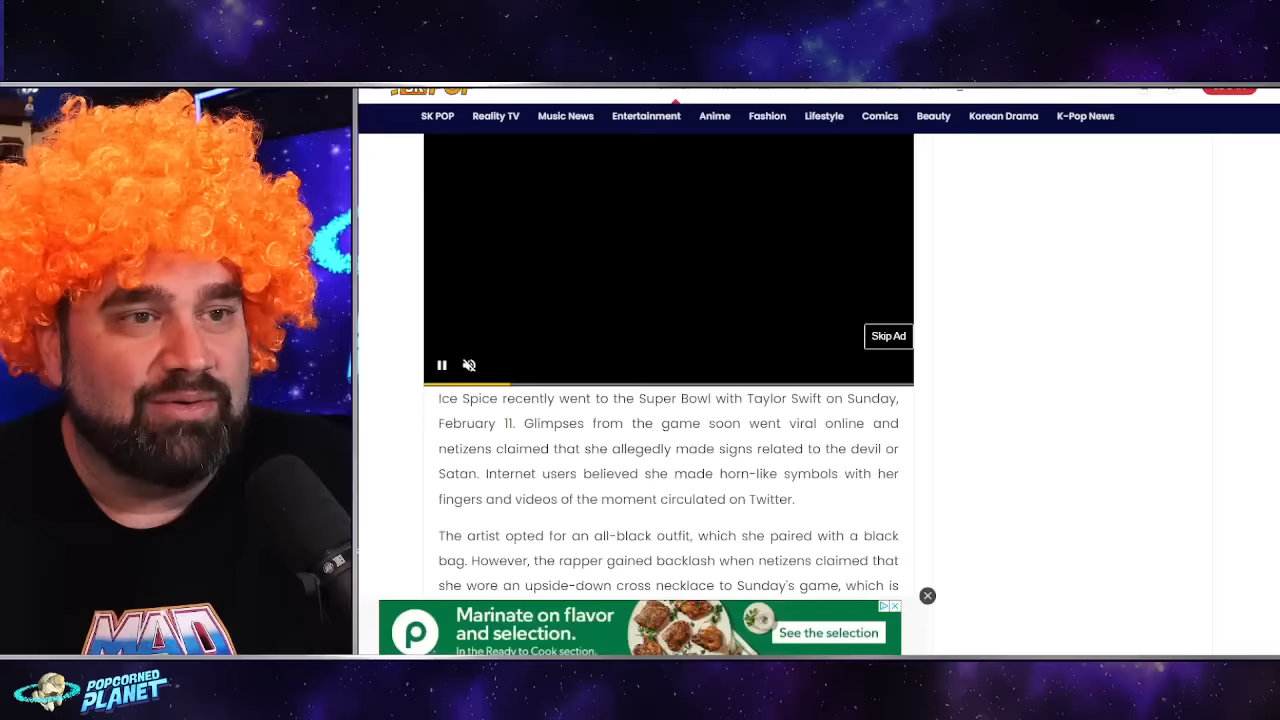 SK POP Reality TV Music News Entertainment Anime Fashion Lifestyle Comics Beauty Korean Drama K-Pop News
Skip Ad
Ice Spice recently went to the Super Bowl with Taylor Swift on Sunday,
February 11. Glimpses from the game soon went viral online and
netizens claimed that she allegedly made signs related to the devil or
Satan. Internet users believed she made horn-like symbols with her
fingers and videos of the moment circulated on Twitter.
The artist opted for an all-black outfit, which she paired with a black
bag. However, the rapper gained backlash when netizens claimed that
she wore an upside-down cross necklace to Sunday's game, which is
Marinate on flavor
and selection.
In the Ready to Cook section.
See the selection
MAD
POPCORNED
PLANET